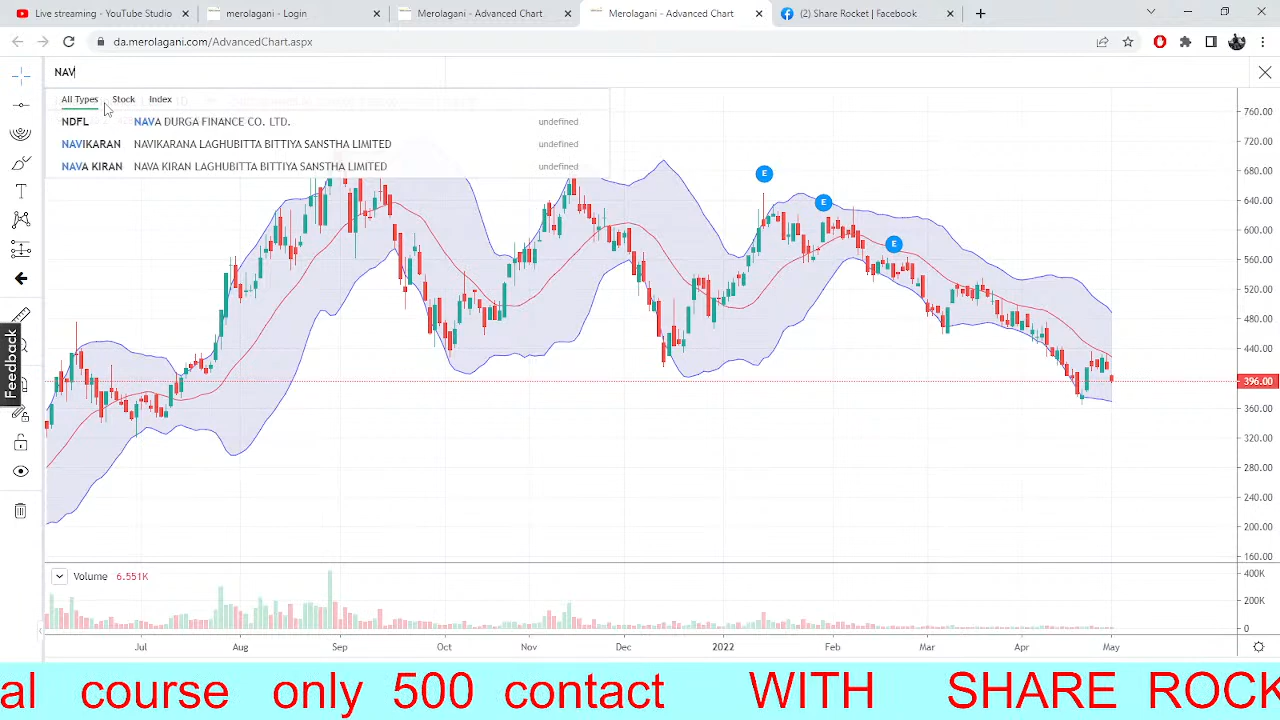 Live streaming - YouTube Studio
merolagani - Login
Merolagani - Advanced Chart
Merolagani - Advanced Chart
(2) Share Rocket | Facebook
da.merolagani.com/AdvancedChart.aspx
NAV
All Types Stock Index
NDFL NAVA DURGA FINANCE CO. LTD. undefined
NAVIKARAN NAVIKARANA LAGHUBITTA BITTIYA SANSTHA LIMITED undefined
NAVA KIRAN NAVA KIRAN LAGHUBITTA BITTIYA SANSTHA LIMITED undefined
E
E
E
760.00
720.00
680.00
640.00
600.00
560.00
520.00
480.00
440.00
396.00
360.00
320.00
280.00
240.00
200.00
160.00
Feedback
Volume 6.551K
400K
200K
0
Jul Aug Sep Oct Nov Dec 2022 Feb Mar Apr May
al course only 500 contact WITH SHARE ROCK